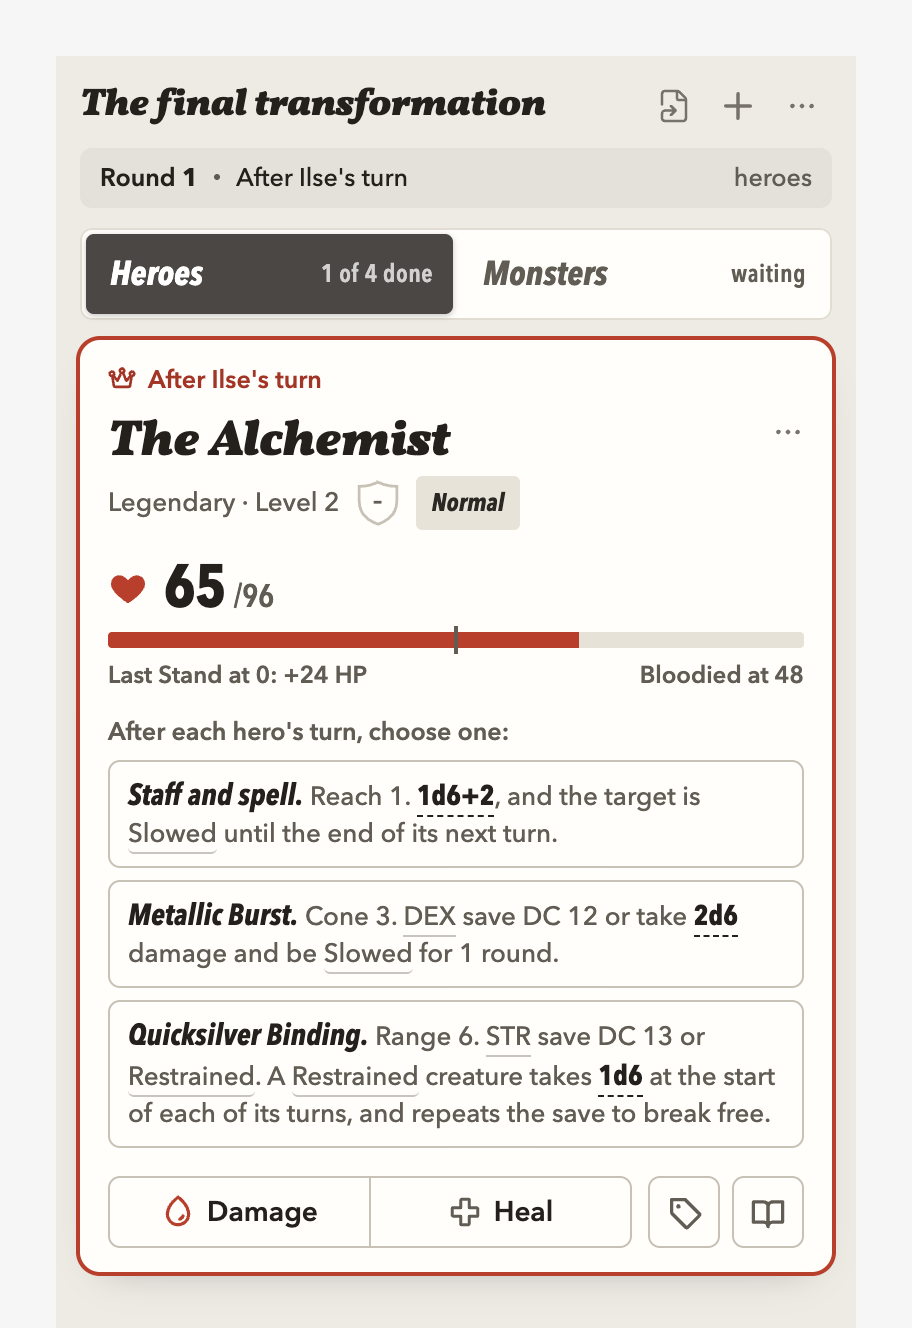 The final transformation
Round 1 • After Ilse's turn heroes
Heroes 1 of 4 done Monsters waiting
After Ilse's turn
The Alchemist
Legendary · Level 2 - Normal
65 /96
Last Stand at 0: +24 HP Bloodied at 48
After each hero's turn, choose one:
Staff and spell. Reach 1. 1d6+2, and the target is
Slowed until the end of its next turn.
Metallic Burst. Cone 3. DEX save DC 12 or take 2d6
damage and be Slowed for 1 round.
Quicksilver Binding. Range 6. STR save DC 13 or
Restrained. A Restrained creature takes 1d6 at the start
of each of its turns, and repeats the save to break free.
Damage Heal